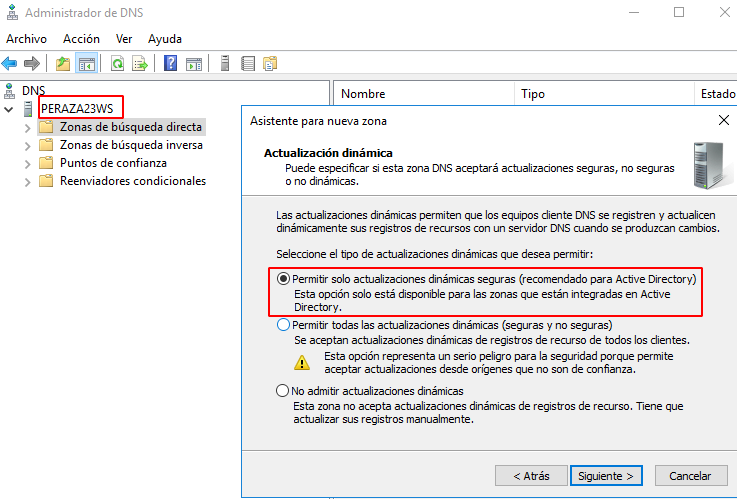 Administrador de DNS
Archivo Acción Ver Ayuda
DNS
PERAZA23WS
Zonas de búsqueda directa
Zonas de búsqueda inversa
Puntos de confianza
Reenviadores condicionales
Nombre Tipo Estado
Asistente para nueva zona
Actualización dinámica
Puede especificar si esta zona DNS aceptará actualizaciones seguras, no seguras
o no dinámicas.
Las actualizaciones dinámicas permiten que los equipos cliente DNS se registren y actualicen
dinámicamente sus registros de recursos con un servidor DNS cuando se produzcan cambios.
Seleccione el tipo de actualizaciones dinámicas que desea permitir:
Permitir solo actualizaciones dinámicas seguras (recomendado para Active Directory)
Esta opción solo está disponible para las zonas que están integradas en Active
Directory.
Permitir todas las actualizaciones dinámicas (seguras y no seguras)
Se aceptan actualizaciones dinámicas de registros de recurso de todos los clientes.
Esta opción representa un serio peligro para la seguridad porque permite
aceptar actualizaciones desde orígenes que no son de confianza.
No admitir actualizaciones dinámicas
Esta zona no acepta actualizaciones dinámicas de registros de recurso. Tiene que
actualizar sus registros manualmente.
< Atrás Siguiente > Cancelar